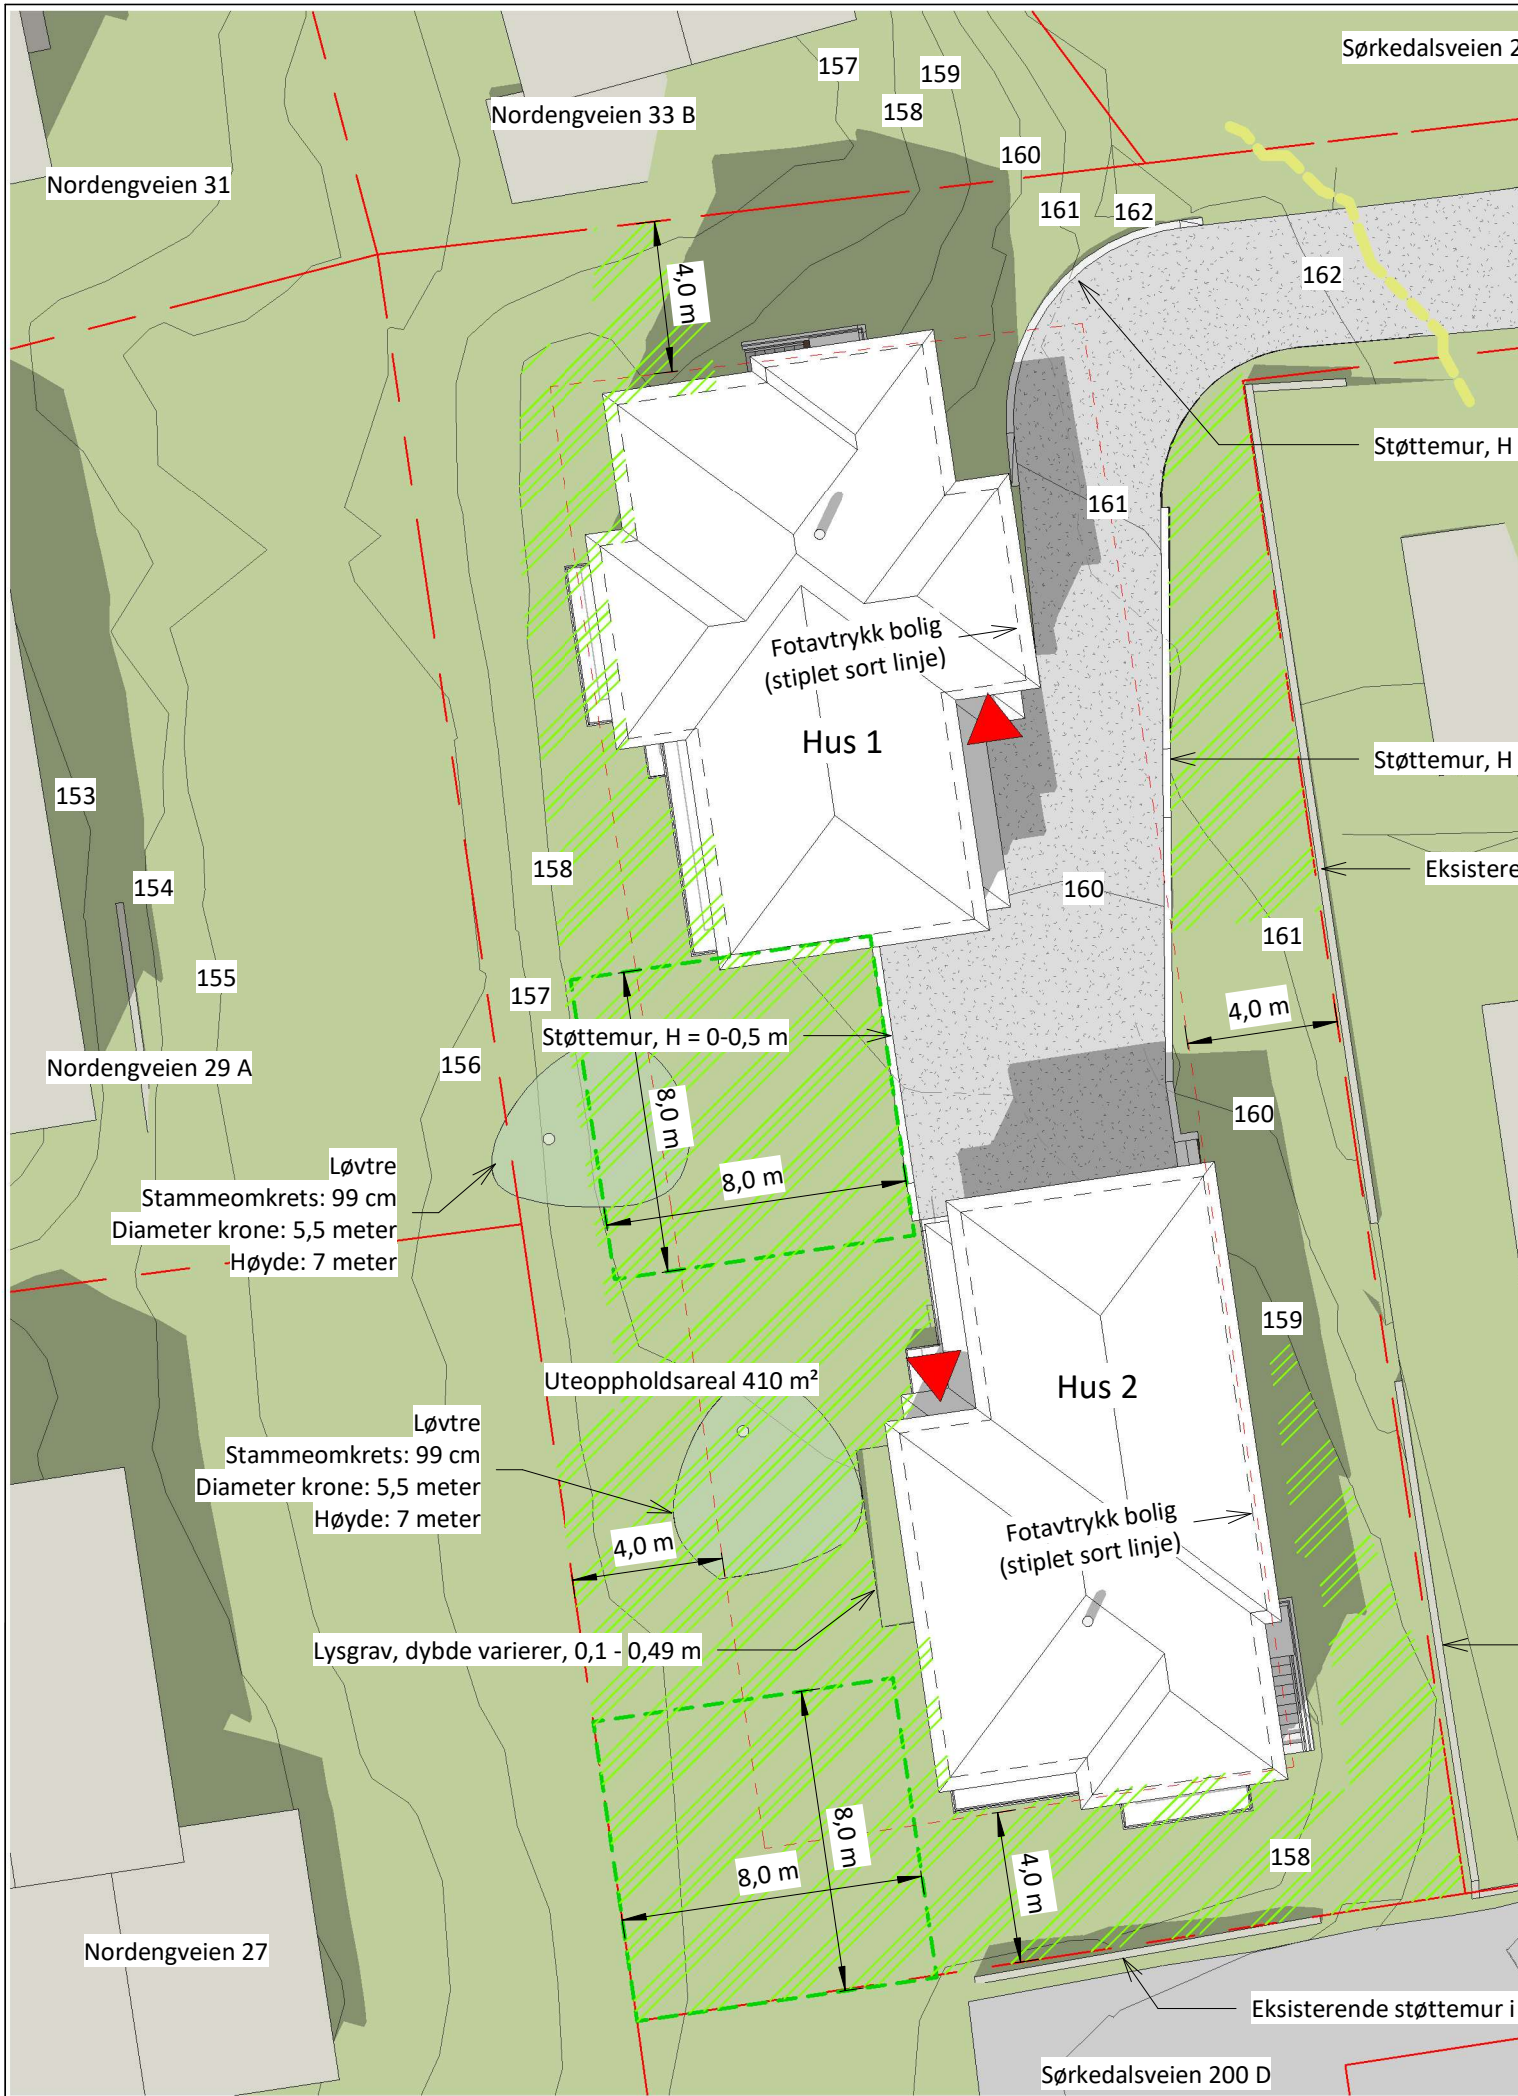 Sørkedalsveien 2
157
159
158
Nordengveien 33 B
160
Nordengveien 31
161
162
162
4,0 m
Støttemur, H
161
Fotavtrykk bolig
(stiplet sort linje)
Hus 1
Støttemur, H
153
158
154
160
Eksistere
161
155
157
4,0 m
Støttemur, H = 0-0,5 m
Nordengveien 29 A
156
8,0 m
160
Løvtre
Stammeomkrets: 99 cm
Diameter krone: 5,5 meter
Høyde: 7 meter
8,0 m
159
Uteoppholdsareal 410 m²
Hus 2
Løvtre
Stammeomkrets: 99 cm
Diameter krone: 5,5 meter
Høyde: 7 meter
Fotavtrykk bolig
(stiplet sort linje)
4,0 m
Lysgrav, dybde varierer, 0,1 - 0,49 m
8,0 m
8,0 m
4,0 m
158
Nordengveien 27
Eksisterende støttemur i
Sørkedalsveien 200 D